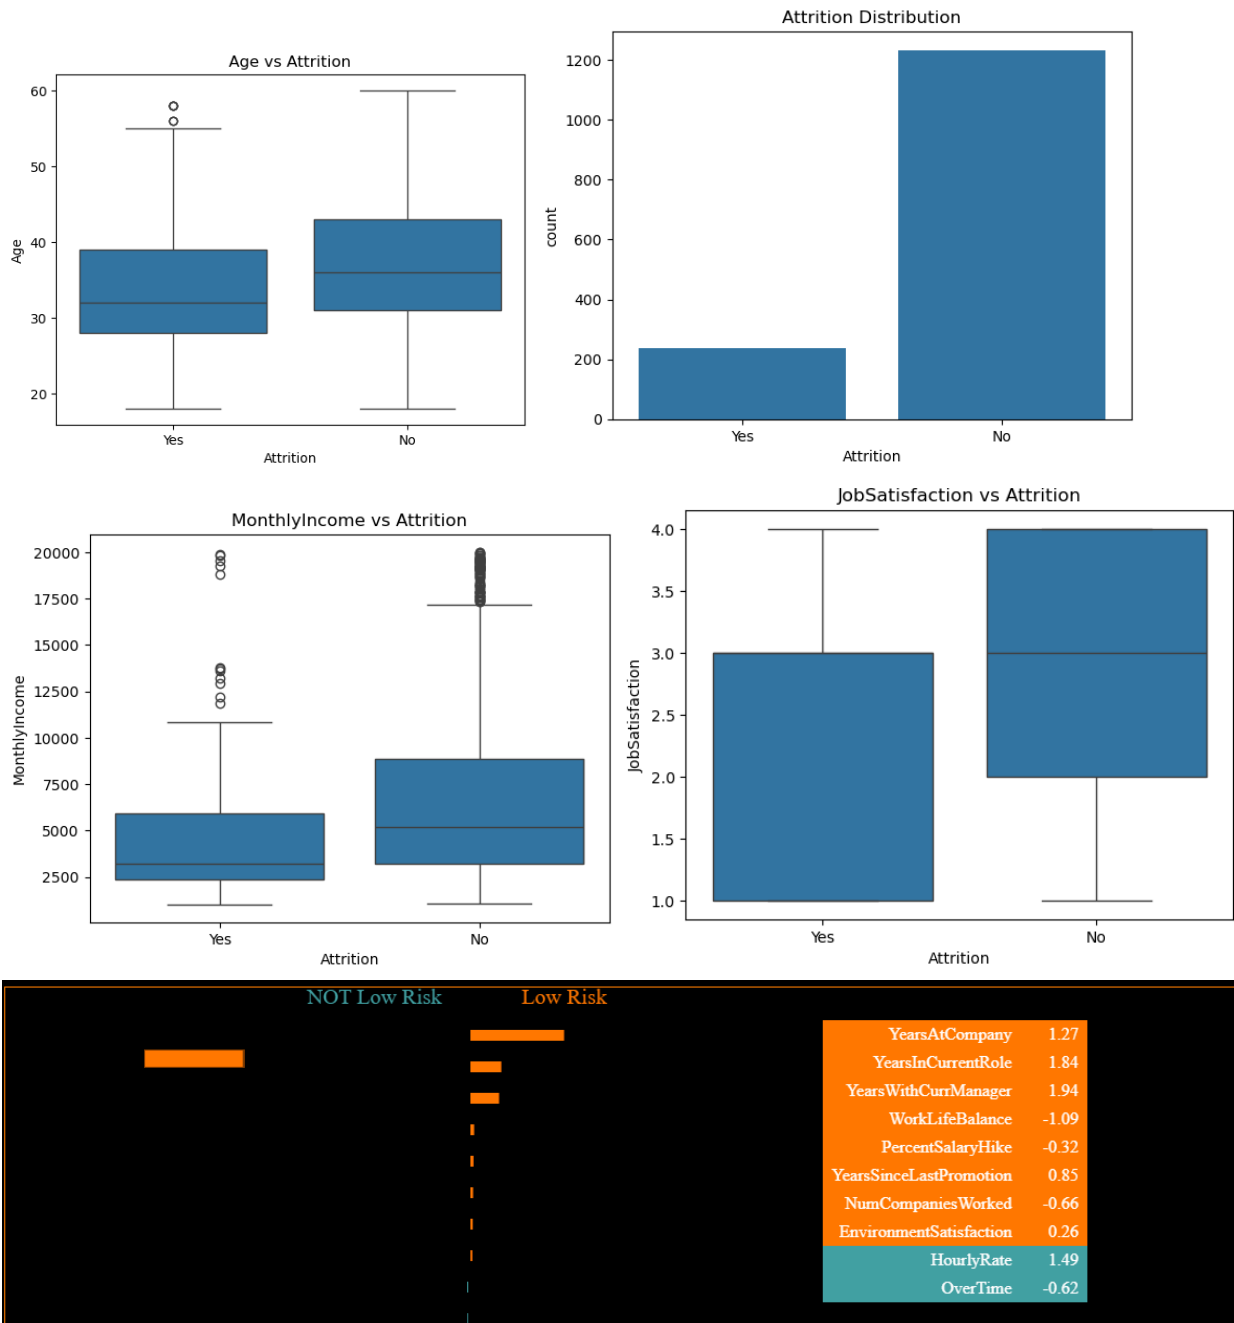 Age vs Attrition
60
50
40
30
20
Age
Yes
No
Attrition
Attrition Distribution
1200
1000
800
600
400
200
0
count
Yes
No
Attrition
MonthlyIncome vs Attrition
20000
17500
15000
12500
10000
7500
5000
2500
MonthlyIncome
Yes
No
Attrition
JobSatisfaction vs Attrition
4.0
3.5
3.0
2.5
2.0
1.5
1.0
JobSatisfaction
Yes
No
Attrition
NOT Low Risk Low Risk
YearsAtCompany 1.27
YearsInCurrentRole 1.84
YearsWithCurrManager 1.94
WorkLifeBalance -1.09
PercentSalaryHike -0.32
YearsSinceLastPromotion 0.85
NumCompaniesWorked -0.66
EnvironmentSatisfaction 0.26
HourlyRate 1.49
OverTime -0.62